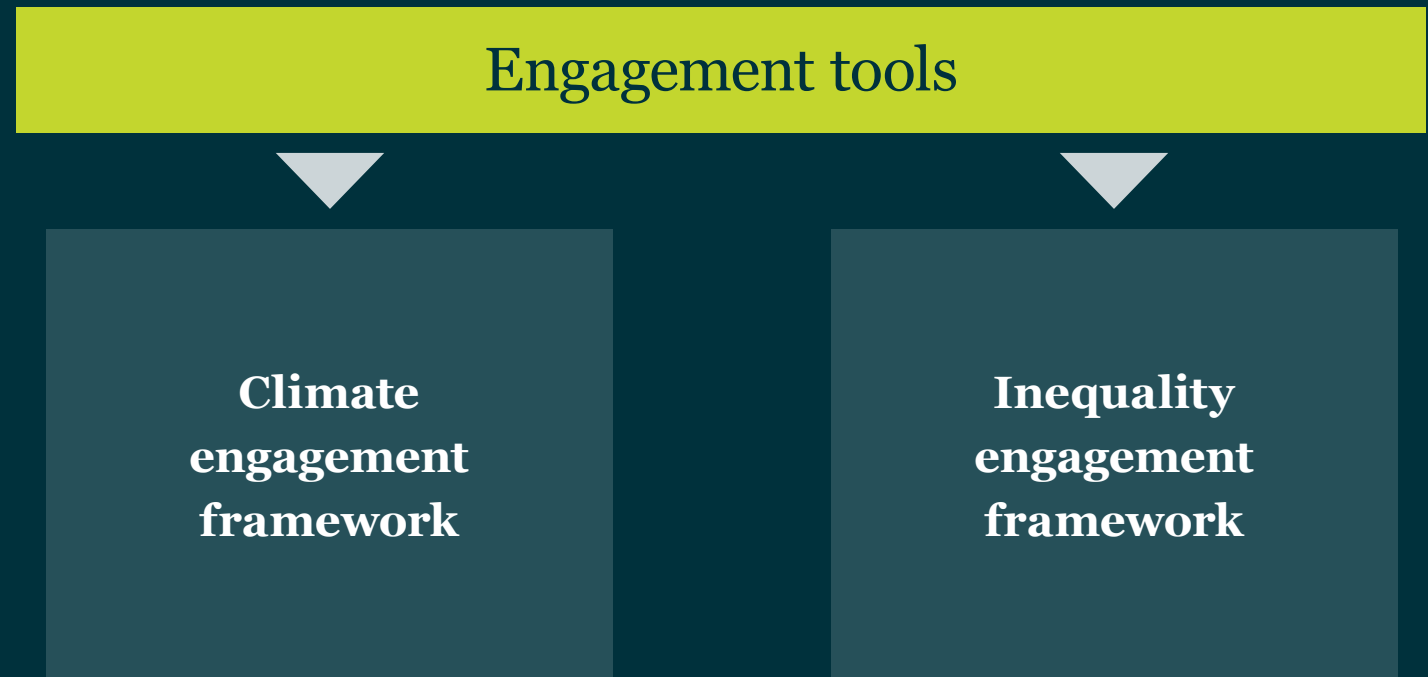 Engagement tools
Climate
engagement
framework
Inequality
engagement
framework